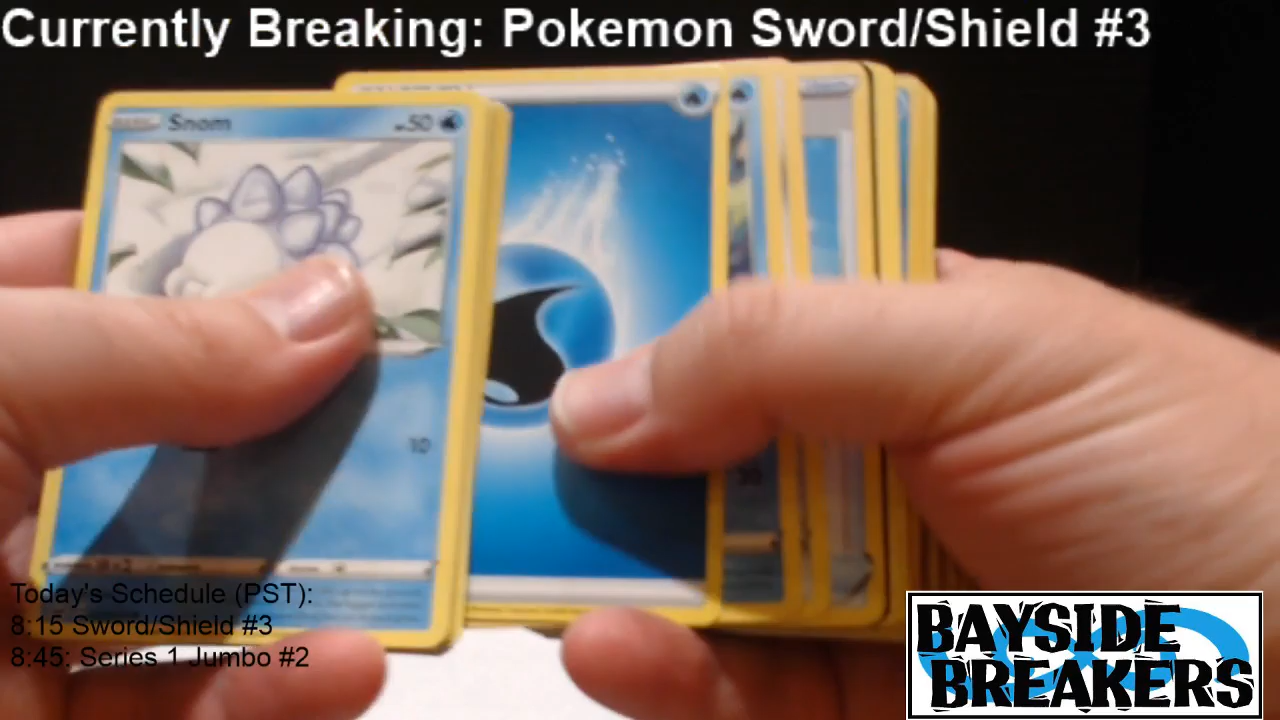 Currently Breaking: Pokemon Sword/Shield #3
Snom 50
10
30
Today's Schedule (PST):
8:15 Sword/Shield #3
8:45: Series 1 Jumbo #2
BAYSIDE
BREAKERS